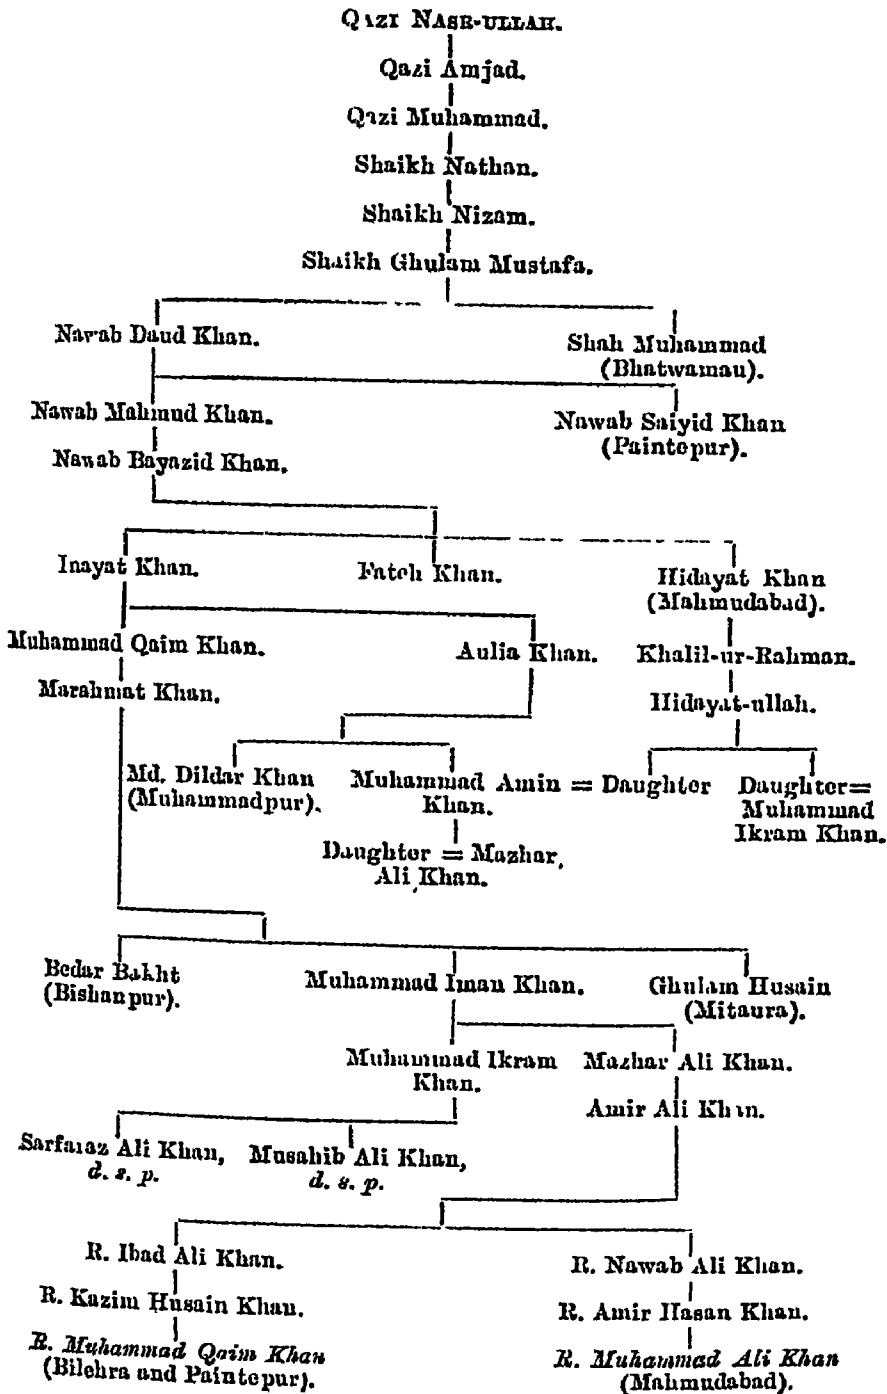 QAZI NASR-ULLAH.
Qazi Amjad.
Qazi Muhammad.
Shaikh Nathan.
Shaikh Nizam.
Shaikh Ghulam Mustafa.
Nawab Daud Khan.
Shah Muhammad
(Bhatwamau).
Nawab Mahmud Khan.
Nawab Saiyid Khan
(Paintepur).
Nawab Bayazid Khan.
Inayat Khan.
Fateh Khan.
Hidayat Khan
(Mahmudabad).
Muhammad Qaim Khan.
Aulia Khan.
Khalil-ur-Rahman.
Marahmat Khan.
Hidayat-ullah.
Md. Dildar Khan
(Muhammadpur).
Muhammad Amin = Daughter
Khan.
Daughter=
Muhammad
Ikram Khan.
Daughter = Mazhar
Ali Khan.
Bedar Bakht
(Bishanpur).
Muhammad Iman Khan.
Ghulam Husain
(Mitaura).
Muhammad Ikram
Khan.
Mazhar Ali Khan.
Amir Ali Khan.
Sarfaraz Ali Khan,
d. s. p.
Musahib Ali Khan,
d. s. p.
R. Ibad Ali Khan.
R. Nawab Ali Khan.
R. Kazim Husain Khan.
R. Amir Hasan Khan.
R. Muhammad Qaim Khan
(Bilehra and Paintepur).
R. Muhammad Ali Khan
(Mahmudabad).